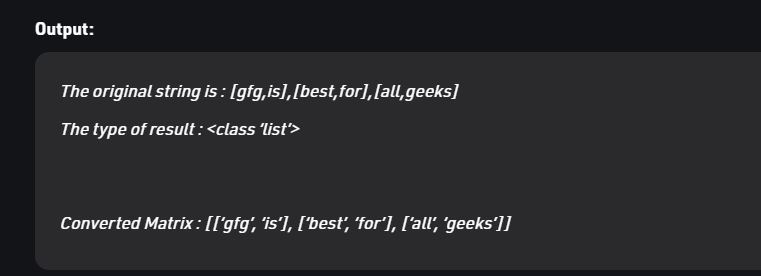 Output:
The original string is : [gfg,is],[best,for],[all,geeks]
The type of result : <class ‘list’>
Converted Matrix : [[‘gfg’, ‘is’], [‘best’, ‘for’], [‘all’, ‘geeks’]]